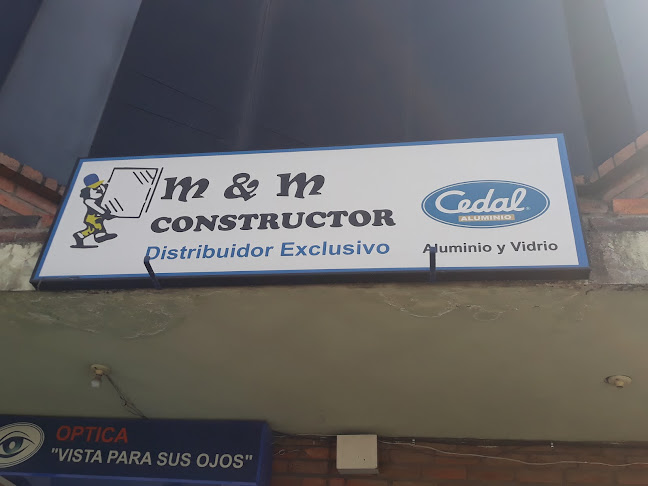 m & m
CONSTRUCTOR
Distribuidor Exclusivo
Cedal
ALUMINIO
Aluminio y Vidrio
OPTICA
"VISTA PARA SUS OJOS"